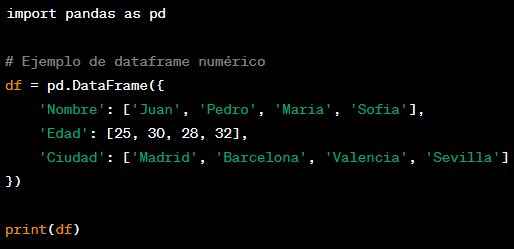 import pandas as pd
# Ejemplo de dataframe numérico
df = pd.DataFrame({
    'Nombre': ['Juan', 'Pedro', 'Maria', 'Sofia'],
    'Edad': [25, 30, 28, 32],
    'Ciudad': ['Madrid', 'Barcelona', 'Valencia', 'Sevilla']
})
print(df)